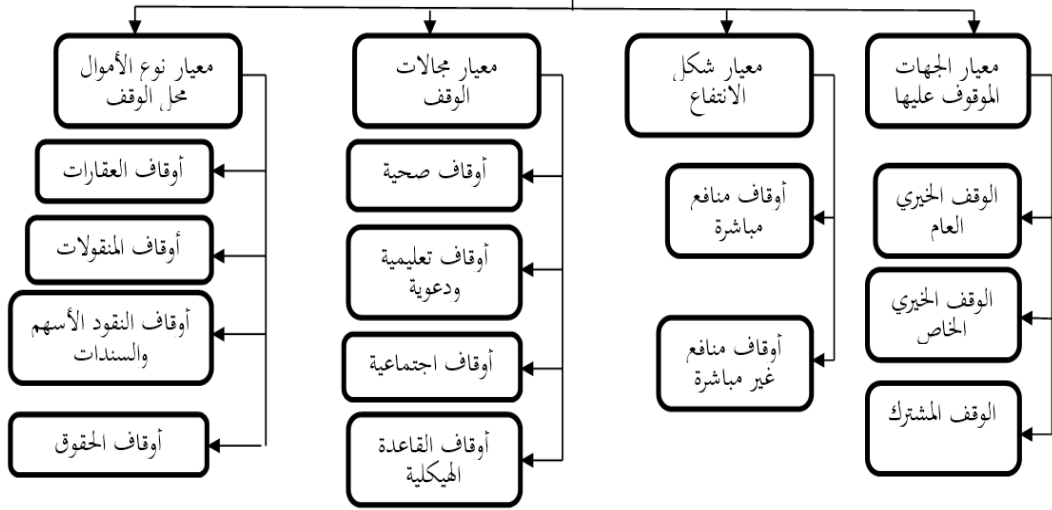 معيار الجهات
الموقوف عليها
الوقف الخيري
العام
الوقف الخيري
الخاص
الوقف المشترك
معيار شكل
الانتفاع
أوقاف منافع
مباشرة
أوقاف منافع
غير مباشرة
معيار مجالات
الوقف
أوقاف صحية
أوقاف تعليمية
ودعوية
أوقاف اجتماعية
أوقاف القاعدة
الهيكلية
معيار نوع الأموال
محل الوقف
أوقاف العقارات
أوقاف المنقولات
أوقاف النقود الأسهم
والسندات
أوقاف الحقوق